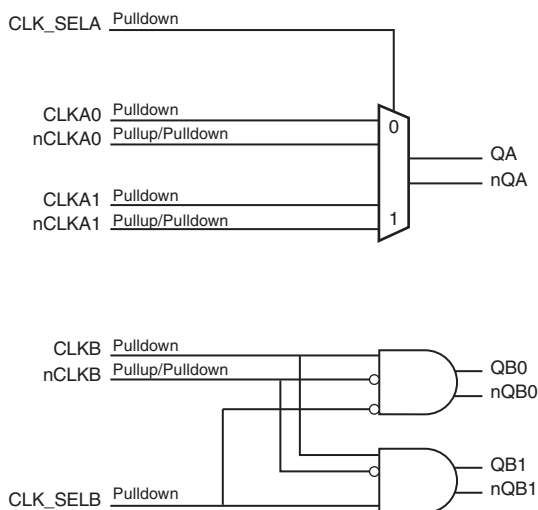 CLK_SELA Pulldown
CLKA0 Pulldown
nCLKA0 Pullup/Pulldown
0
QA
nQA
CLKA1 Pulldown
nCLKA1 Pullup/Pulldown
1
CLKB Pulldown
nCLKB Pullup/Pulldown
QB0
nQB0
QB1
nQB1
CLK_SELB Pulldown